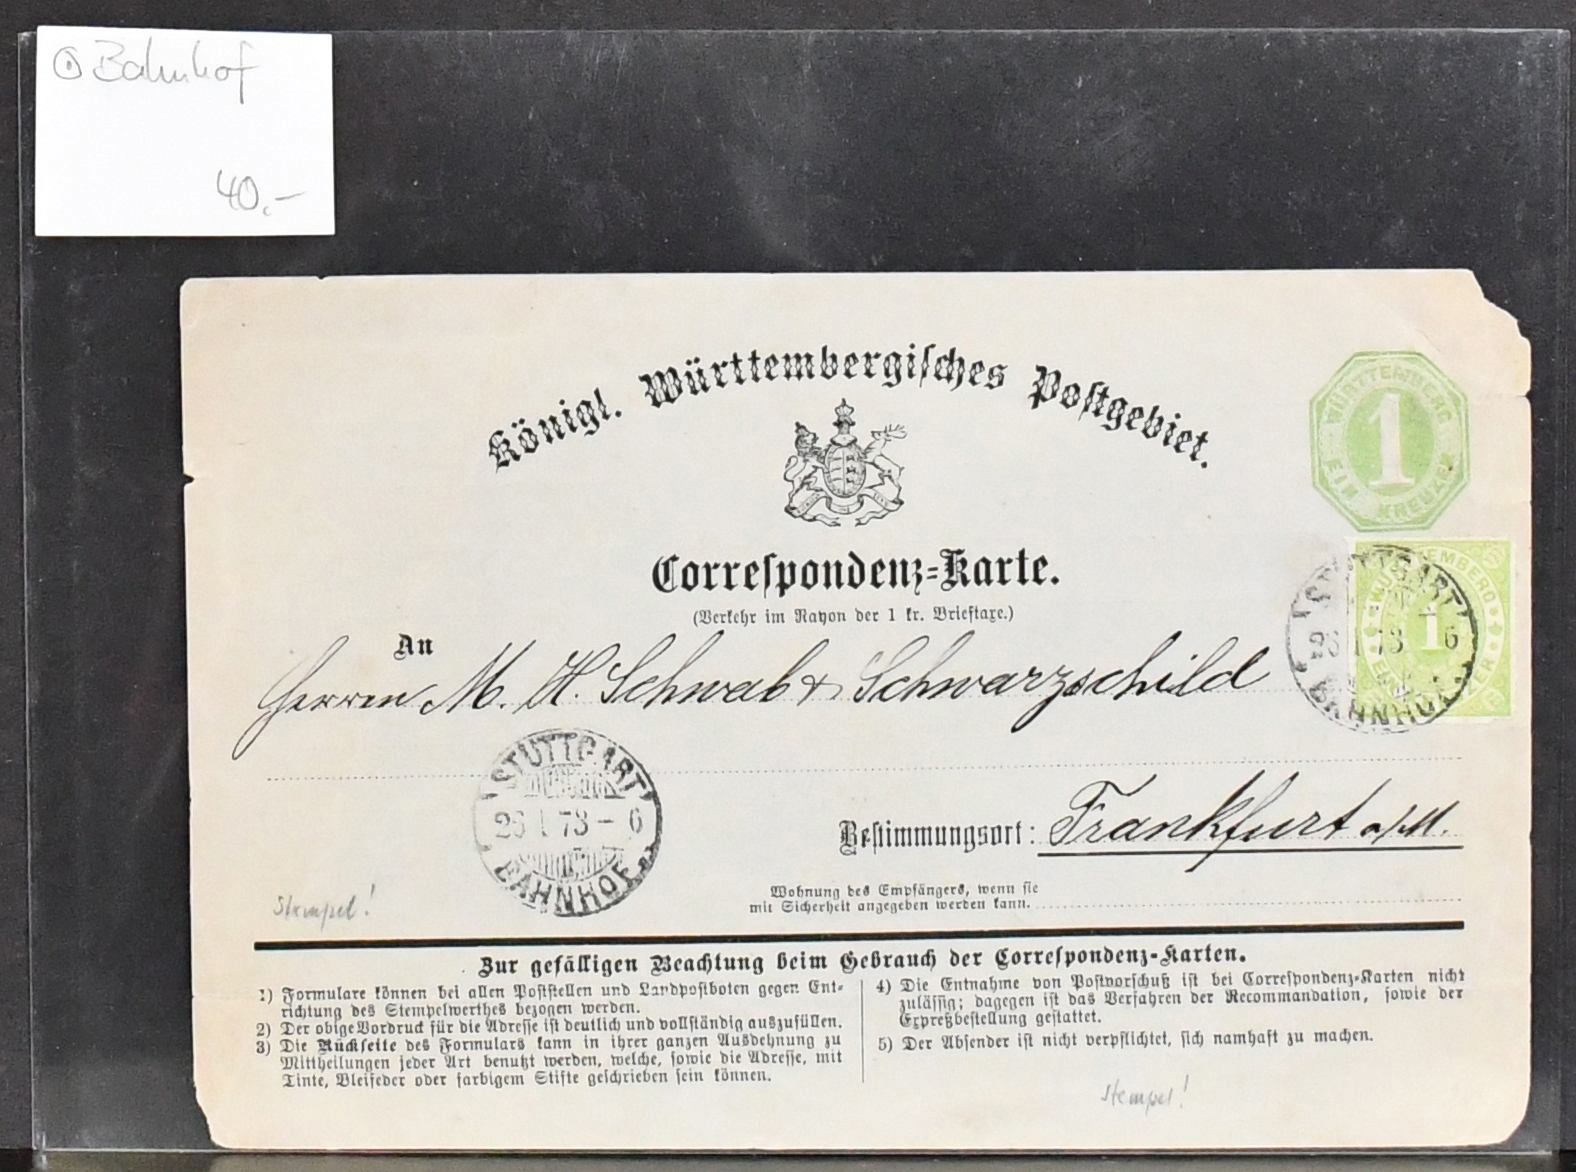 Bahnhof
40.-
Königl. Württembergisches Postgebiet.
WÜRTTEMBERG
1
EIN KREUZER
Correspondenz-Karte.
(Verkehr im Rayon der 1 kr. Brieftaxe.)
An
Herren M. H. Schwab & Schwarzschild
STUTTGART
26 1 73 - 6
BAHNHOF
1
STUTTGART
26 1 73 - 6
BAHNHOF
Bestimmungsort: Frankfurt a/M.
Wohnung des Empfängers, wenn sie
mit Sicherheit angegeben werden kann.
Stempel!
Zur gefälligen Beachtung beim Gebrauch der Correspondenz-Karten.
1) Formulare können bei allen Poststellen und Landpostboten gegen Ent-
richtung des Stempelwerthes bezogen werden.
2) Der obige Vordruck für die Adresse ist deutlich und vollständig auszufüllen.
3) Die Rückseite des Formulars kann in ihrer ganzen Ausdehnung zu
Mittheilungen jeder Art benutzt werden, welche, sowie die Adresse, mit
Tinte, Bleifeder oder farbigem Stifte geschrieben sein können.
4) Die Entnahme von Postvorschuß ist bei Correspondenz-Karten nicht
zulässig; dagegen ist das Verfahren der Recommandation, sowie der
Expreßbestellung gestattet.
5) Der Absender ist nicht verpflichtet, sich namhaft zu machen.
Stempel!